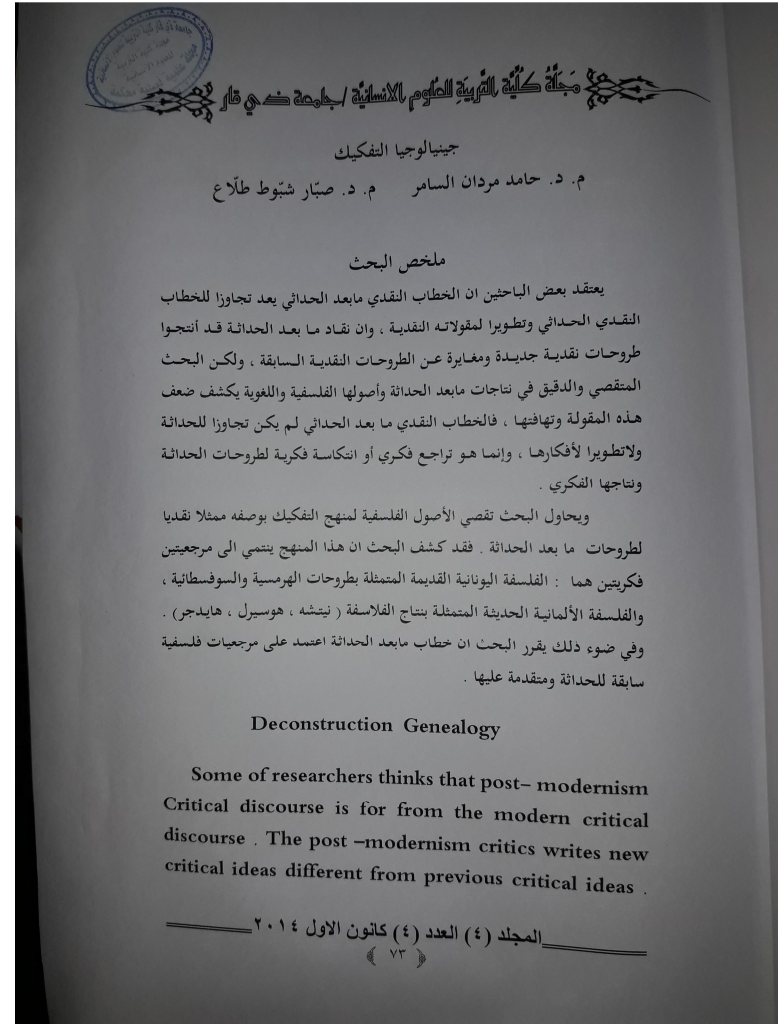 مَجَلَّةُ كُلِّيَّة التَّربيَةِ للعُلومِ الانسانيَّة /جامعة ذي قار
جينيالوجيا التفكيك
م. د. حامد مردان السامر م. د. صبّار شبّوط طلّاع
ملخص البحث
يعتقد بعض الباحثين ان الخطاب النقدي مابعد الحداثي يعد تجاوزا للخطاب
النقدي الحداثي وتطويرا لمقولاته النقدية ، وان نقاد ما بعد الحداثة قد أنتجوا
طروحات نقدية جديدة ومغايرة عن الطروحات النقدية السابقة ، ولكن البحث
المتقصي والدقيق في نتاجات مابعد الحداثة وأصولها الفلسفية واللغوية يكشف ضعف
هذه المقولة وتهافتها ، فالخطاب النقدي ما بعد الحداثي لم يكن تجاوزا للحداثة
ولاتطويرا لأفكارها ، وإنما هو تراجع فكري أو انتكاسة فكرية لطروحات الحداثة
ونتاجها الفكري .
ويحاول البحث تقصي الأصول الفلسفية لمنهج التفكيك بوصفه ممثلا نقديا
لطروحات ما بعد الحداثة . فقد كشف البحث ان هذا المنهج ينتمي الى مرجعيتين
فكريتين هما : الفلسفة اليونانية القديمة المتمثلة بطروحات الهرمسية والسوفسطائية ،
والفلسفة الألمانية الحديثة المتمثلة بنتاج الفلاسفة ( نيتشه ، هوسيرل ، هايدجر) .
وفي ضوء ذلك يقرر البحث ان خطاب مابعد الحداثة اعتمد على مرجعيات فلسفية
سابقة للحداثة ومتقدمة عليها .
Deconstruction Genealogy
Some of researchers thinks that post– modernism
Critical discourse is for from the modern critical
discourse . The post –modernism critics writes new
critical ideas different from previous critical ideas .
المجلد (٤) العدد (٤) كانون الاول ٢٠١٤
﴿ ٧٣ ﴾